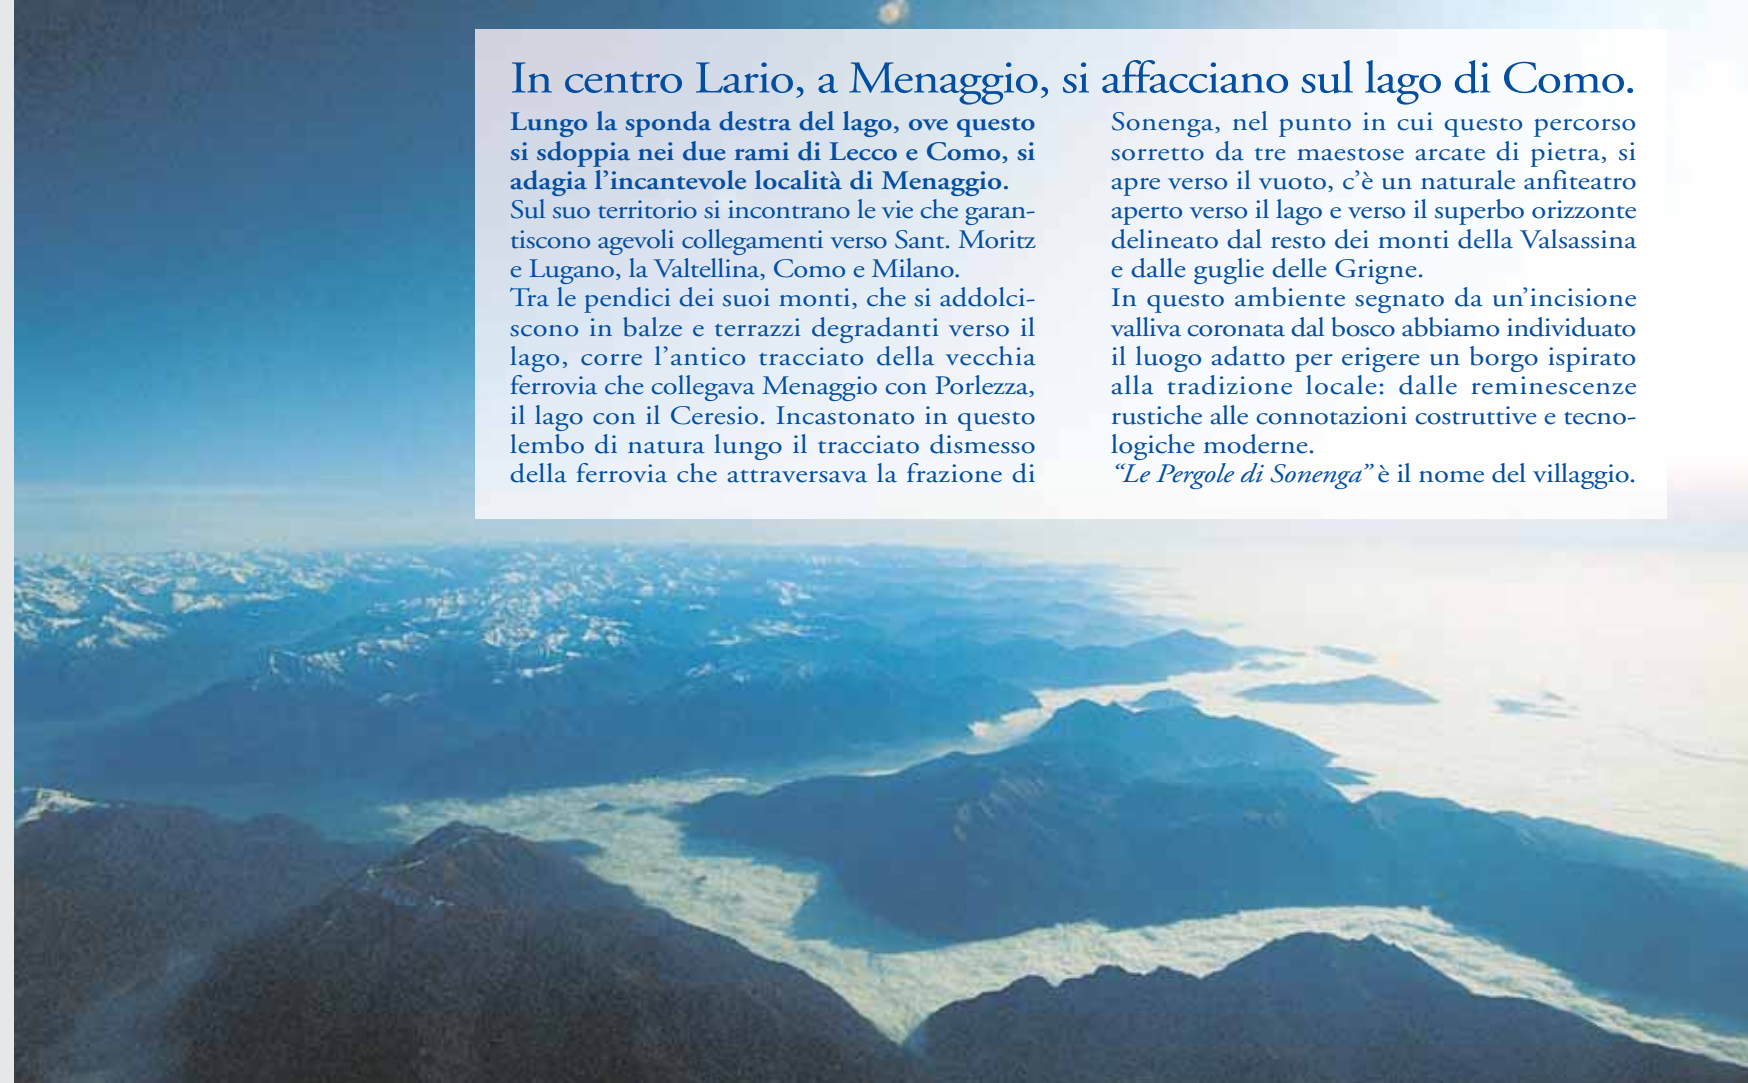 In centro Lario, a Menaggio, si affacciano sul lago di Como.
Lungo la sponda destra del lago, ove questo
si sdoppia nei due rami di Lecco e Como, si
adagia l'incantevole località di Menaggio.
Sul suo territorio si incontrano le vie che garan-
tiscono agevoli collegamenti verso Sant. Moritz
e Lugano, la Valtellina, Como e Milano.
Tra le pendici dei suoi monti, che si addolci-
scono in balze e terrazzi degradanti verso il
lago, corre l'antico tracciato della vecchia
ferrovia che collegava Menaggio con Porlezza,
il lago con il Ceresio. Incastonato in questo
lembo di natura lungo il tracciato dismesso
della ferrovia che attraversava la frazione di
Sonenga, nel punto in cui questo percorso
sorretto da tre maestose arcate di pietra, si
apre verso il vuoto, c'è un naturale anfiteatro
aperto verso il lago e verso il superbo orizzonte
delineato dal resto dei monti della Valsassina
e dalle guglie delle Grigne.
In questo ambiente segnato da un'incisione
valliva coronata dal bosco abbiamo individuato
il luogo adatto per erigere un borgo ispirato
alla tradizione locale: dalle reminescenze
rustiche alle connotazioni costruttive e tecno-
logiche moderne.
“Le Pergole di Sonenga” è il nome del villaggio.